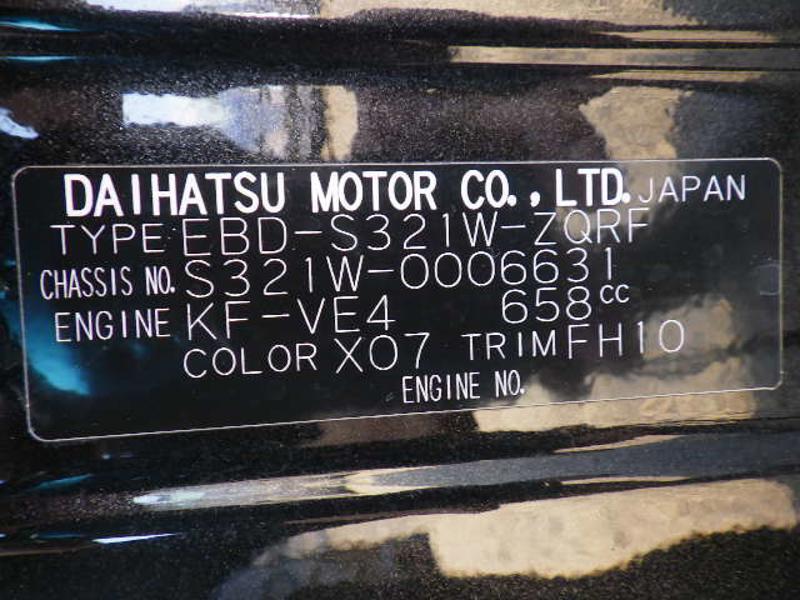 DAIHATSU MOTOR CO., LTD. JAPAN
TYPE EBD-S321W-ZQRF
CHASSIS NO. S321W-0006631
ENGINE KF-VE4 658cc
COLOR X07 TRIM FH10
ENGINE NO.